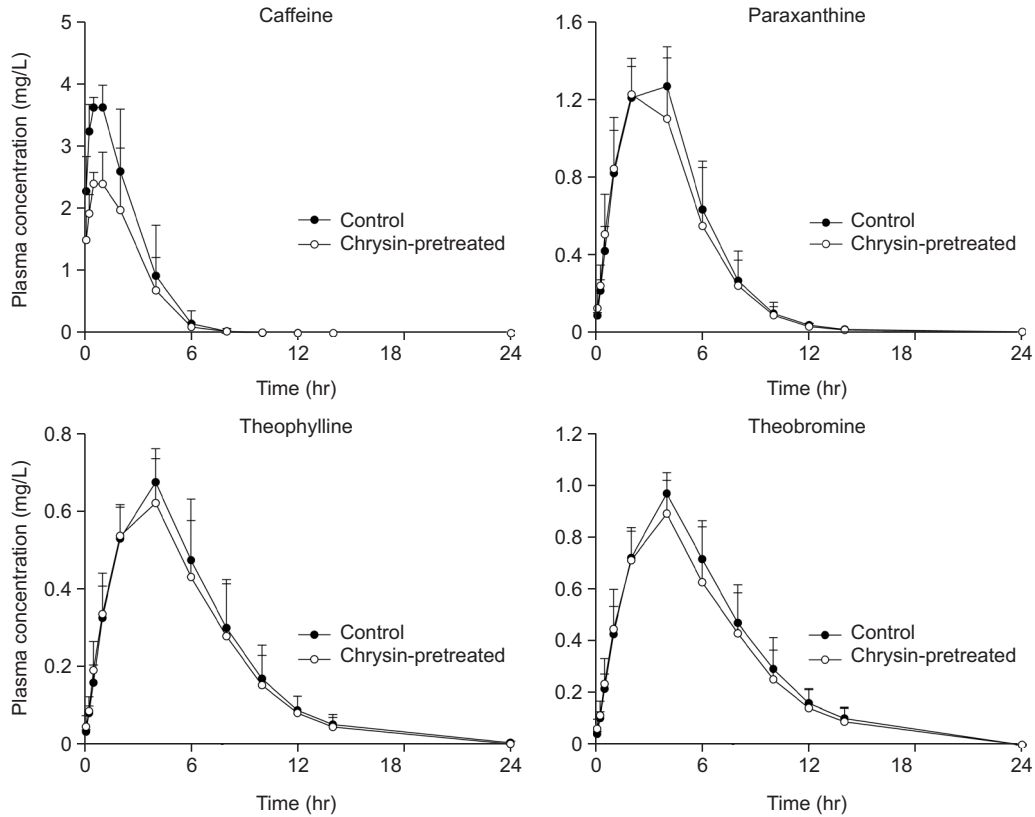 Caffeine
Plasma concentration (mg/L)
5
4
3
2
1
0
Control
Chrysin-pretreated
0 6 12 18 24
Time (hr)
Paraxanthine
1.6
1.2
0.8
0.4
0
Control
Chrysin-pretreated
0 6 12 18 24
Time (hr)
Theophylline
Plasma concentration (mg/L)
0.8
0.6
0.4
0.2
0
Control
Chrysin-pretreated
0 6 12 18 24
Time (hr)
Theobromine
1.2
1.0
0.8
0.6
0.4
0.2
0
Control
Chrysin-pretreated
0 6 12 18 24
Time (hr)